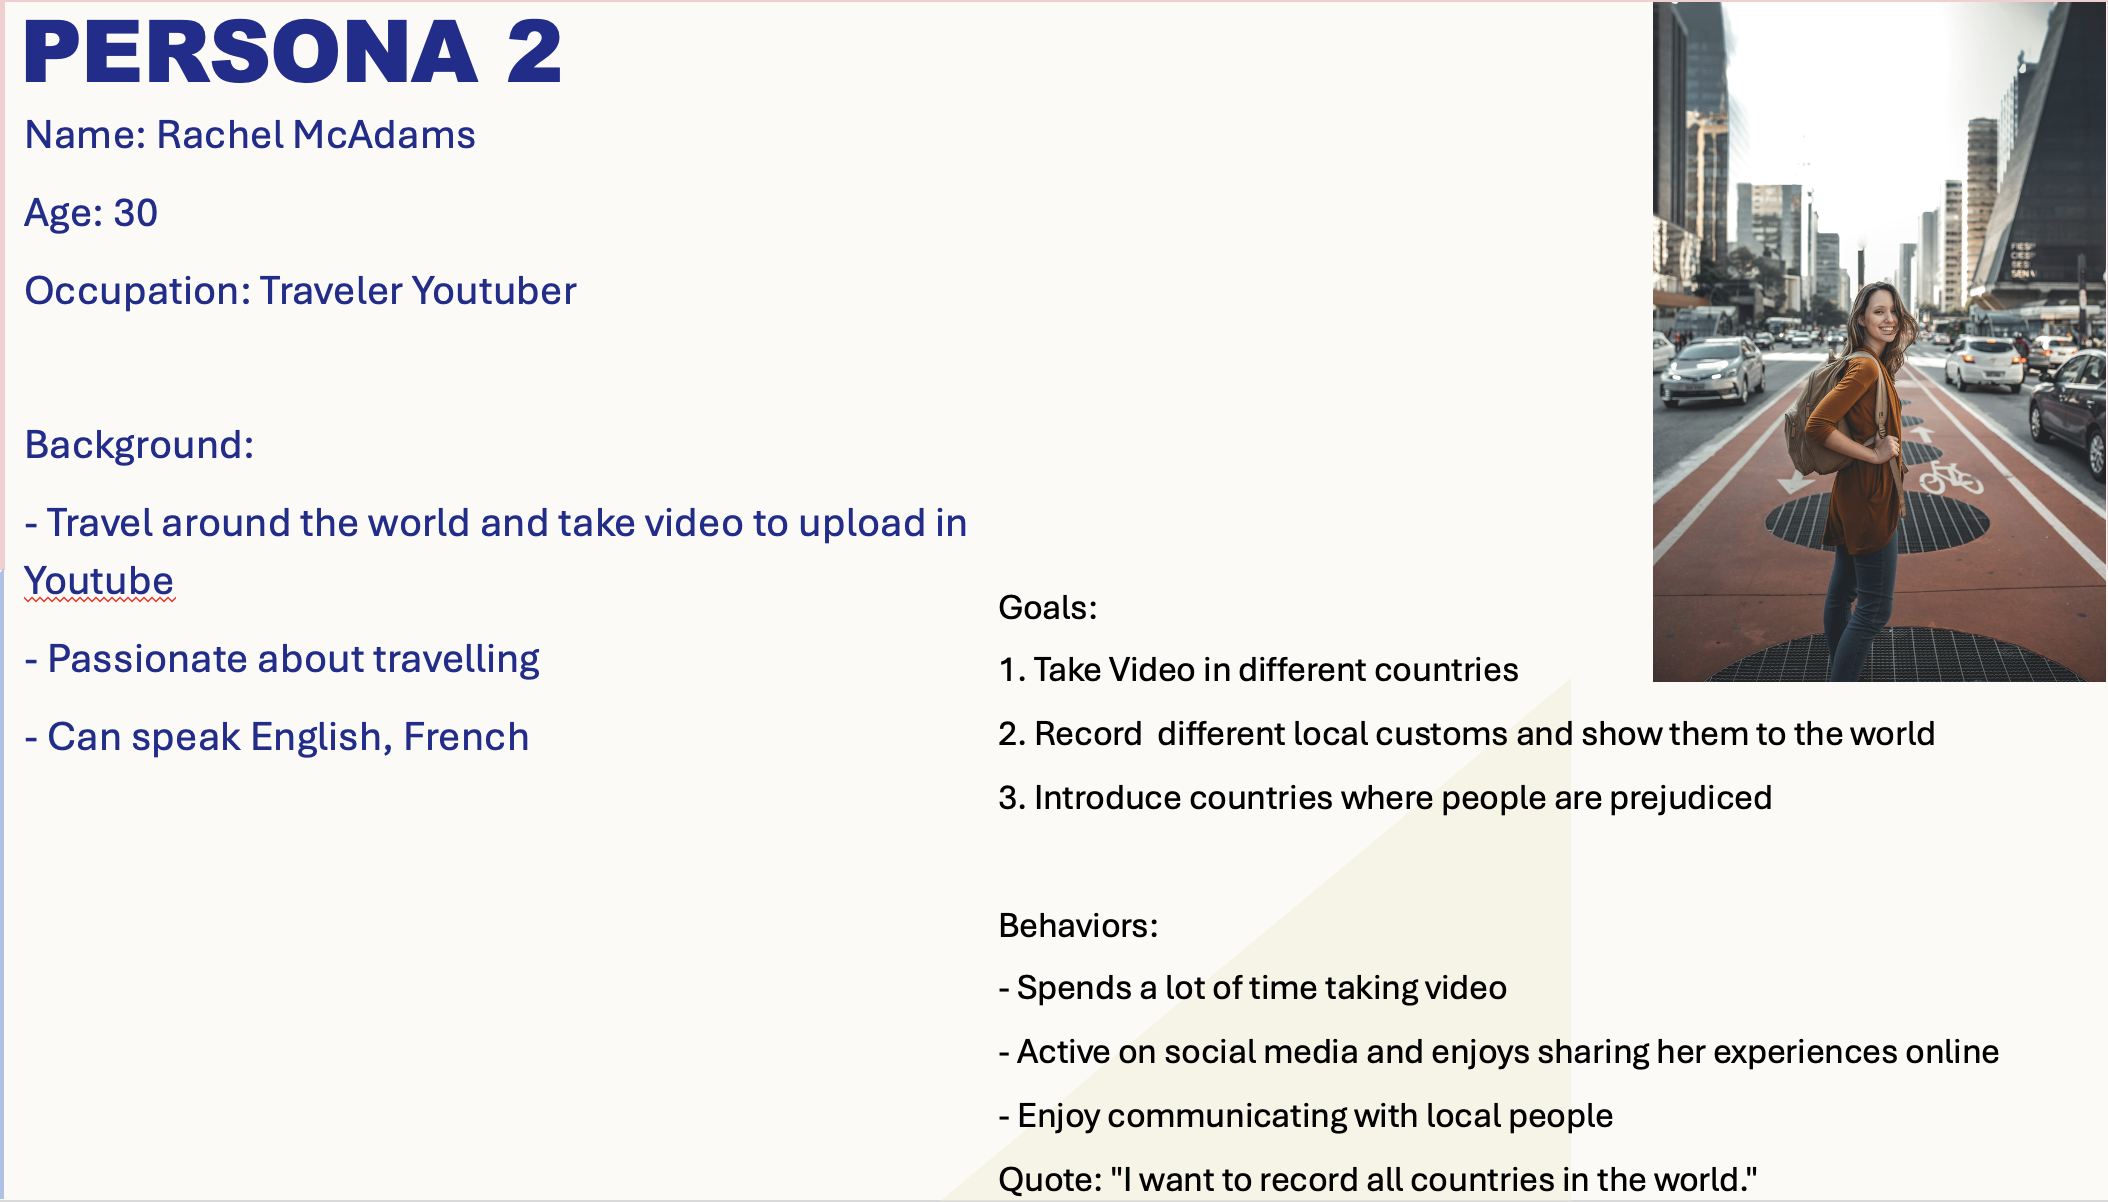 PERSONA 2
Name: Rachel McAdams
Age: 30
Occupation: Traveler Youtuber
Background:
- Travel around the world and take video to upload in
Youtube
- Passionate about travelling
- Can speak English, French
Goals:
1. Take Video in different countries
2. Record  different local customs and show them to the world
3. Introduce countries where people are prejudiced
Behaviors:
- Spends a lot of time taking video
- Active on social media and enjoys sharing her experiences online
- Enjoy communicating with local people
Quote: "I want to record all countries in the world."